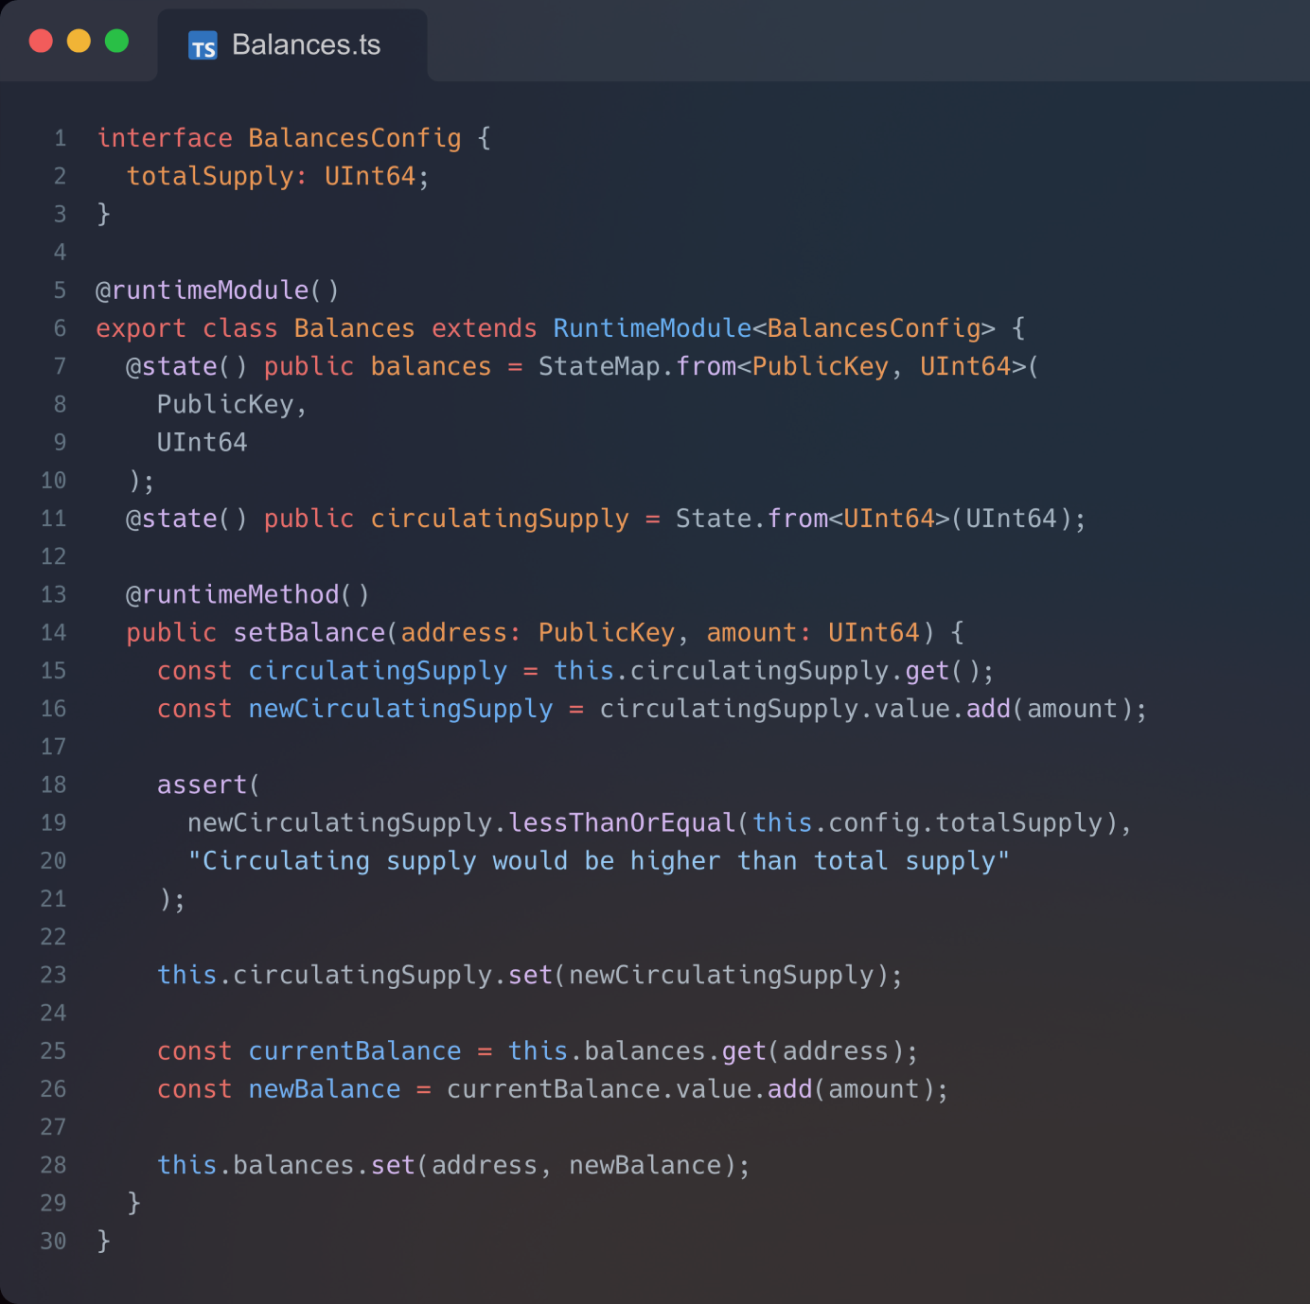 TS Balances.ts
1 interface BalancesConfig {
2   totalSupply: UInt64;
3 }
4
5 @runtimeModule()
6 export class Balances extends RuntimeModule<BalancesConfig> {
7   @state() public balances = StateMap.from<PublicKey, UInt64>(
8     PublicKey,
9     UInt64
10   );
11   @state() public circulatingSupply = State.from<UInt64>(UInt64);
12
13   @runtimeMethod()
14   public setBalance(address: PublicKey, amount: UInt64) {
15     const circulatingSupply = this.circulatingSupply.get();
16     const newCirculatingSupply = circulatingSupply.value.add(amount);
17
18     assert(
19       newCirculatingSupply.lessThanOrEqual(this.config.totalSupply),
20       "Circulating supply would be higher than total supply"
21     );
22
23     this.circulatingSupply.set(newCirculatingSupply);
24
25     const currentBalance = this.balances.get(address);
26     const newBalance = currentBalance.value.add(amount);
27
28     this.balances.set(address, newBalance);
29   }
30 }